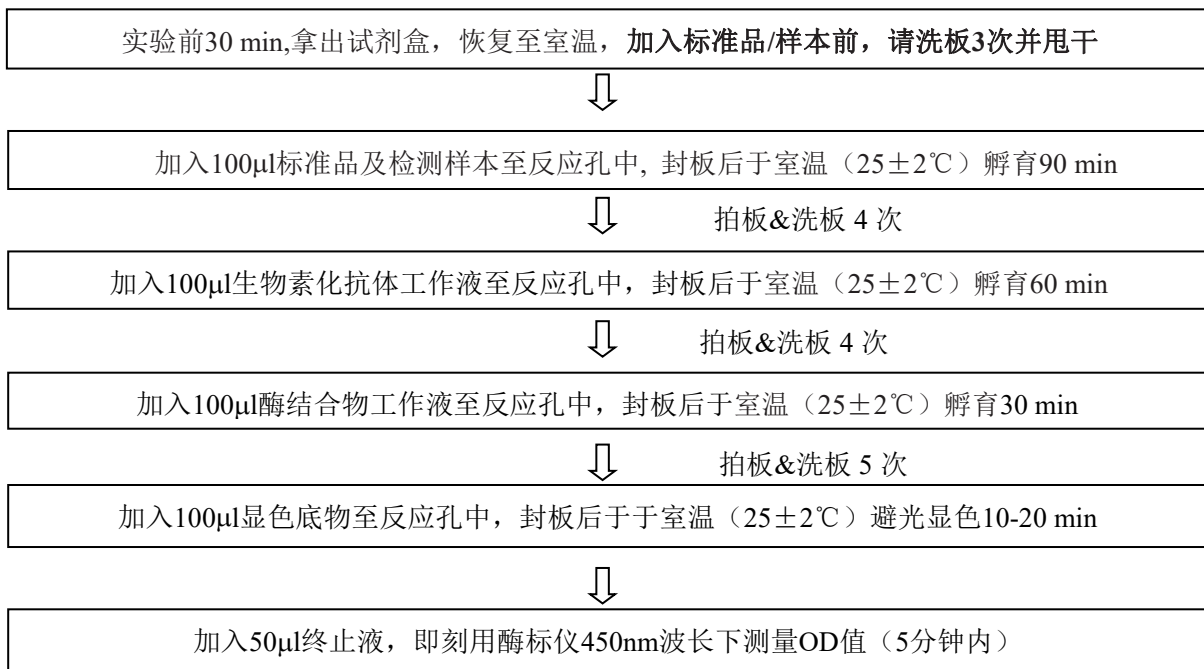 实验前30 min,拿出试剂盒，恢复至室温，加入标准品/样本前，请洗板3次并甩干
加入100μl标准品及检测样本至反应孔中, 封板后于室温（25±2℃）孵育90 min
拍板&洗板 4 次
加入100μl生物素化抗体工作液至反应孔中，封板后于室温（25±2℃）孵育60 min
拍板&洗板 4 次
加入100μl酶结合物工作液至反应孔中，封板后于室温（25±2℃）孵育30 min
拍板&洗板 5 次
加入100μl显色底物至反应孔中，封板后于于室温（25±2℃）避光显色10-20 min
加入50μl终止液，即刻用酶标仪450nm波长下测量OD值（5分钟内）